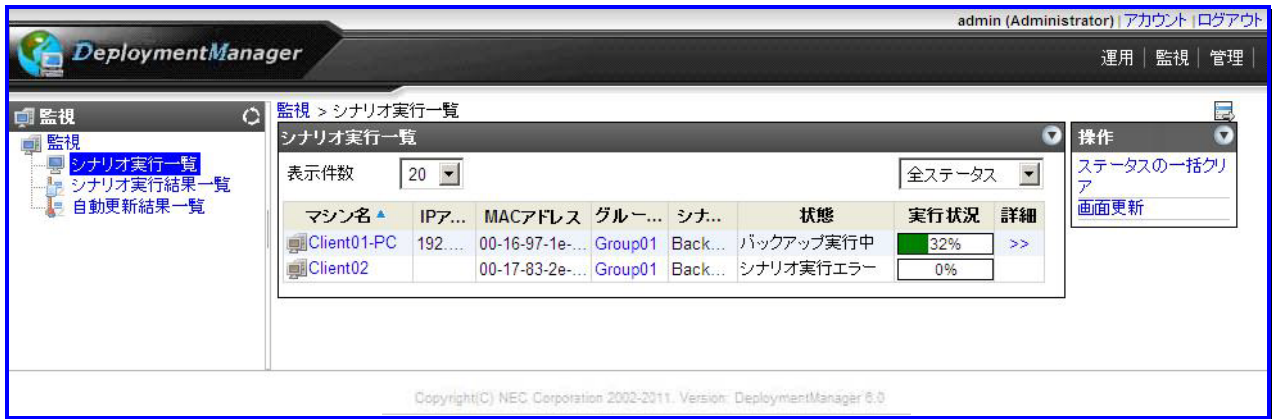 admin (Administrator) | アカウント | ログアウト
DeploymentManager
運用 | 監視 | 管理 |
監視
監視
シナリオ実行一覧
シナリオ実行結果一覧
自動更新結果一覧
監視 > シナリオ実行一覧
シナリオ実行一覧
表示件数 20 全ステータス
マシン名 IPア... MACアドレス グルー... シナ... 状態 実行状況 詳細
Client01-PC 192.... 00-16-97-1e-... Group01 Back... バックアップ実行中 32% >>
Client02 00-17-83-2e-... Group01 Back... シナリオ実行エラー 0%
操作
ステータスの一括クリ
ア
画面更新
Copyright(C) NEC Corporation 2002-2011. Version: DeploymentManager 6.0